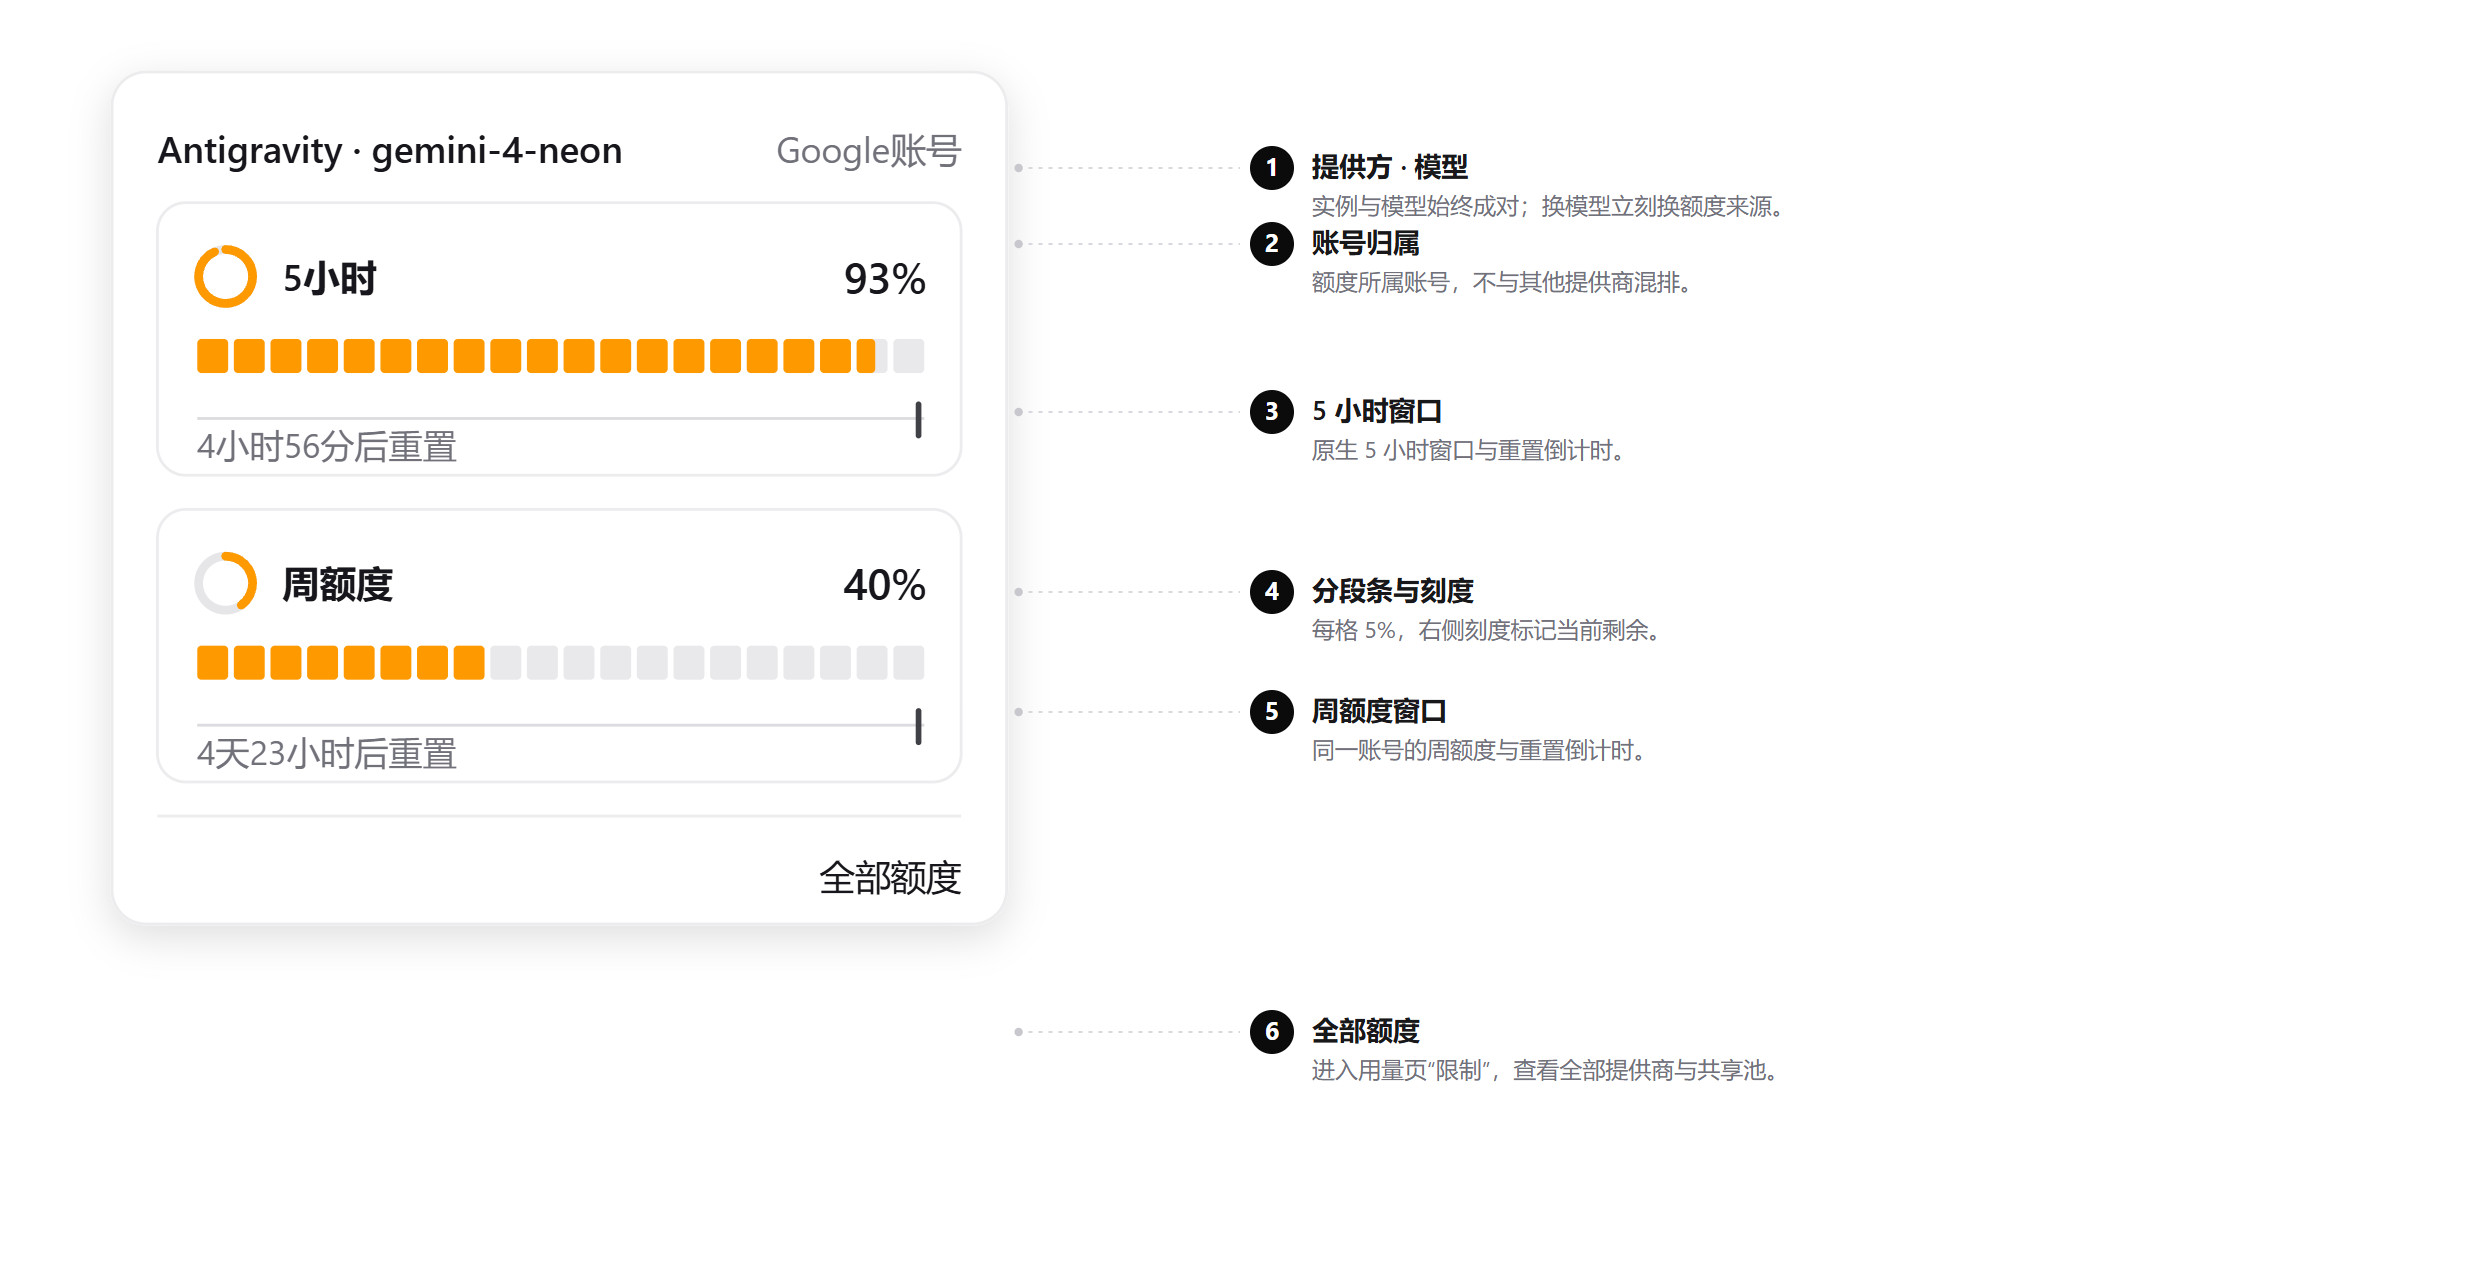 Antigravity · gemini-4-neon
Google账号
5小时
93%
4小时56分后重置
周额度
40%
4天23小时后重置
全部额度
1
提供方 · 模型
实例与模型始终成对；换模型立刻换额度来源。
2
账号归属
额度所属账号，不与其他提供商混排。
3
5 小时窗口
原生 5 小时窗口与重置倒计时。
4
分段条与刻度
每格 5%，右侧刻度标记当前剩余。
5
周额度窗口
同一账号的周额度与重置倒计时。
6
全部额度
进入用量页“限制”，查看全部提供商与共享池。